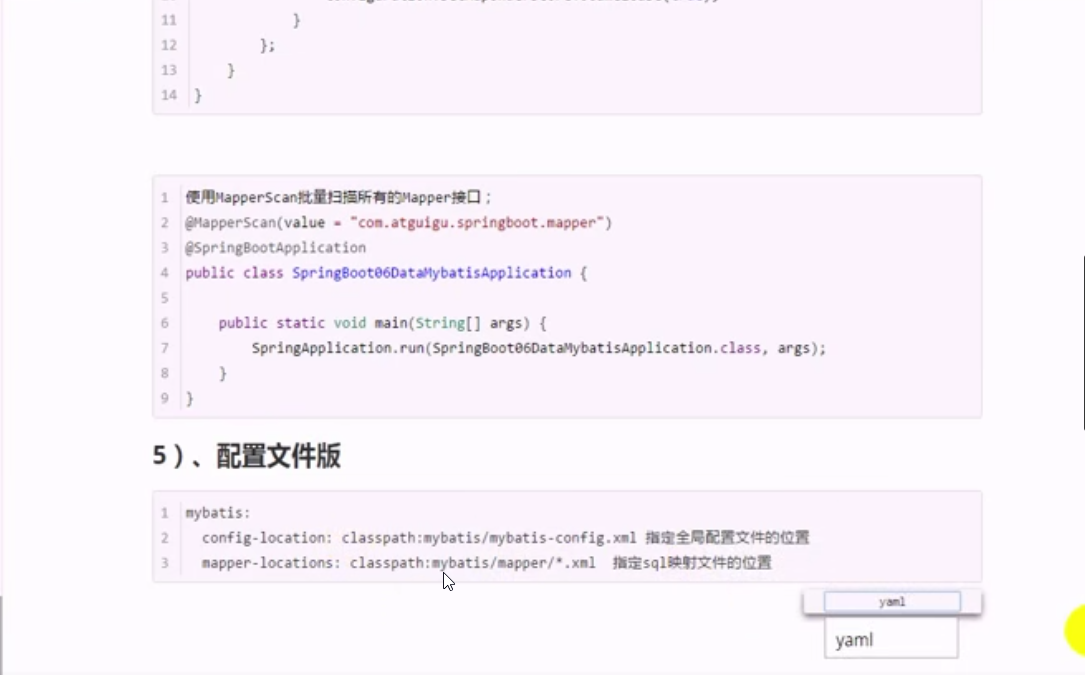 11 }
12 };
13 }
14 }
1 使用MapperScan批量扫描所有的Mapper接口；
2 @MapperScan(value = "com.atguigu.springboot.mapper")
3 @SpringBootApplication
4 public class SpringBoot06DataMybatisApplication {
5
6 public static void main(String[] args) {
7 SpringApplication.run(SpringBoot06DataMybatisApplication.class, args);
8 }
9 }
5）、配置文件版
1 mybatis:
2 config-location: classpath:mybatis/mybatis-config.xml 指定全局配置文件的位置
3 mapper-locations: classpath:mybatis/mapper/*.xml 指定sql映射文件的位置
yaml
yaml